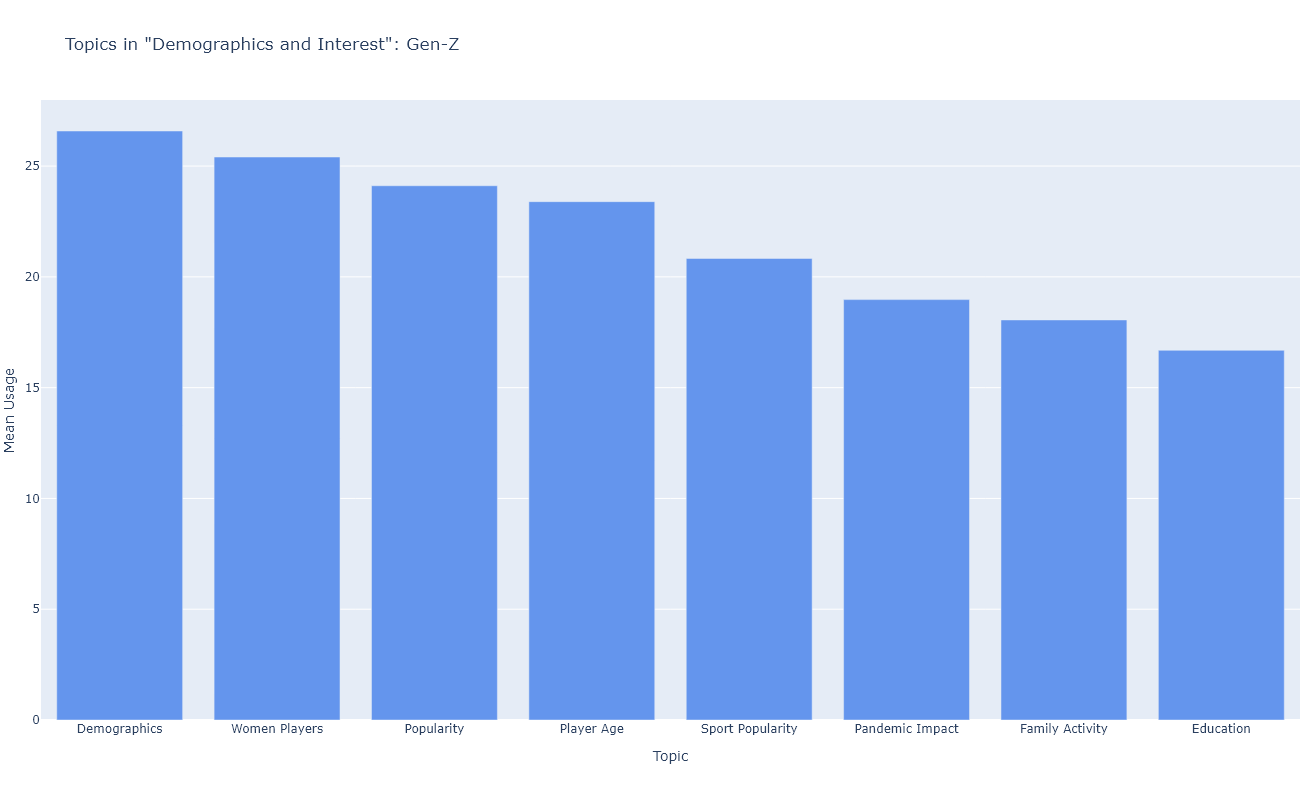 Topics in "Demographics and Interest": Gen-Z
Mean Usage
25
20
15
10
5
0
Demographics
Women Players
Popularity
Player Age
Sport Popularity
Pandemic Impact
Family Activity
Education
Topic